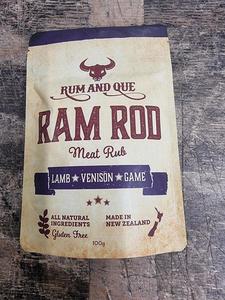 RUM AND QUE
RAM ROD
Meat Rub
LAMB ★ VENISON ★ GAME
ALL NATURAL
INGREDIENTS
Gluten Free
MADE IN
NEW ZEALAND
100g